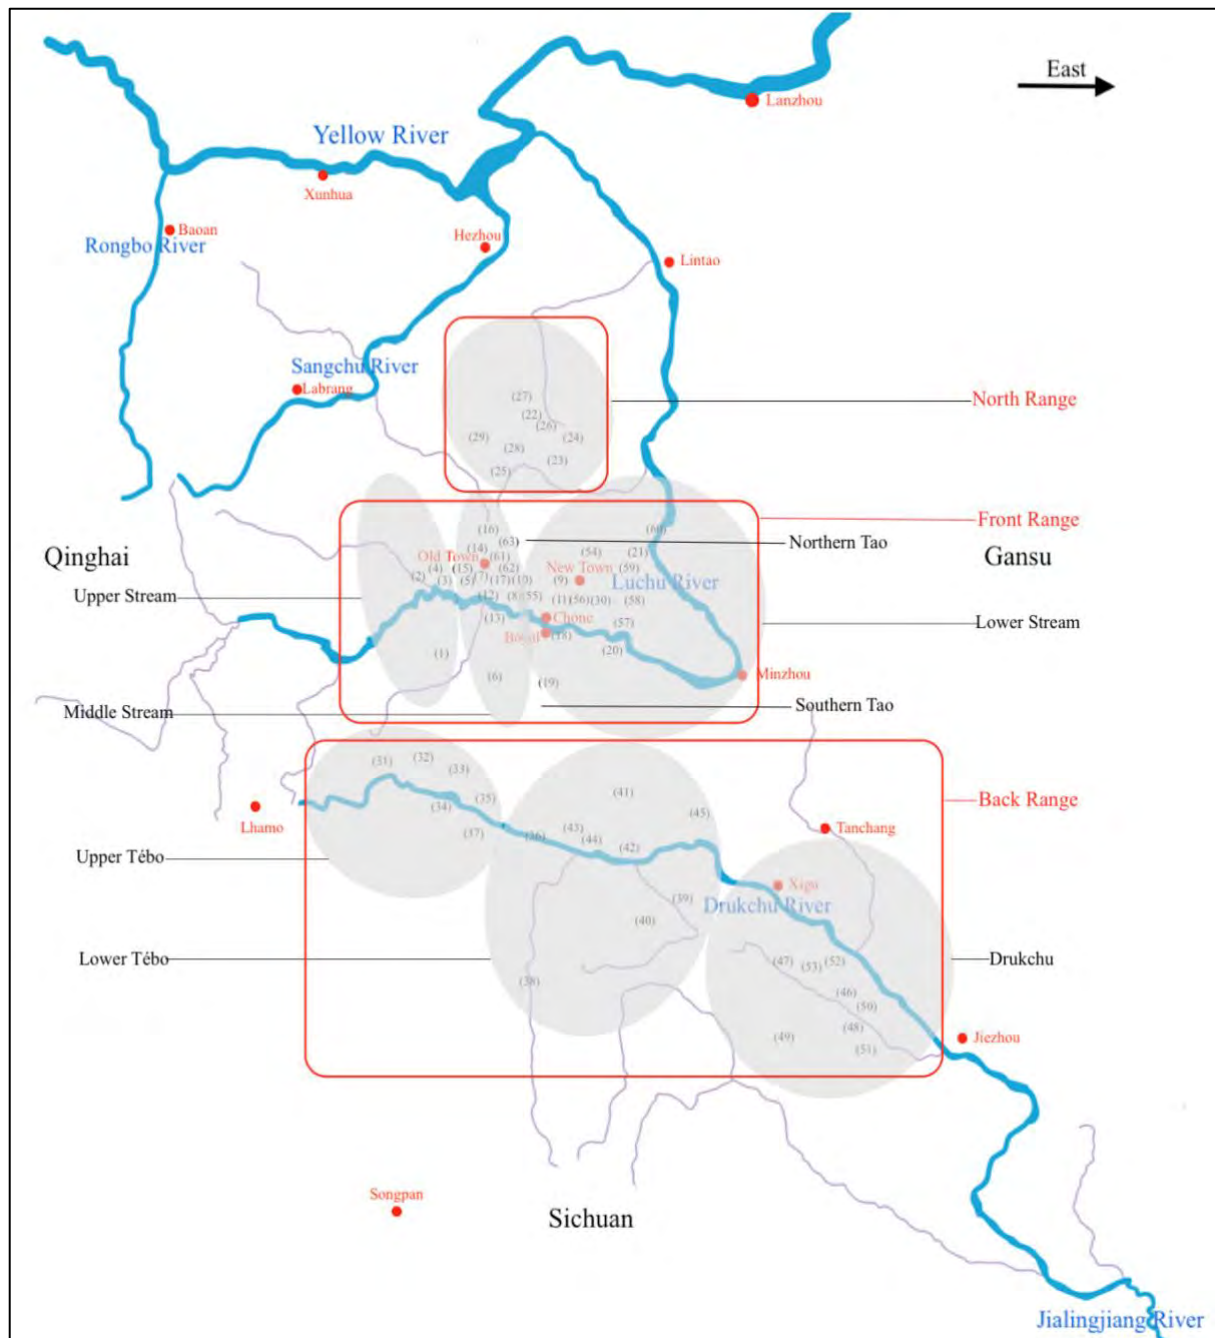 East
Lanzhou
Yellow River
Xunhua
Baoan
Rongbo River
Hezhou
Lintao
Sangchu River
Labrang
North Range
(27)
(22)
(26)
(29)
(24)
(28)
(23)
(25)
Front Range
(16)
(60)
Northern Tao
(63)
(14)
(54)
(21)
Qinghai
Old Town
(61)
Gansu
(4)
(15)
(62)
New Town
(59)
(2)
(3)
(5)
(7)
(17)
(10)
(9)
Luchu River
Upper Stream
(12)
(8)
(55)
(11)
(56)
(30)
(58)
(13)
Chone
(57)
Lower Stream
(18)
(1)
(20)
(6)
(19)
Minzhou
Middle Stream
Southern Tao
(31)
(32)
(33)
(41)
Back Range
Lhamo
(34)
(35)
(45)
(37)
(36)
(43)
(44)
(42)
Tanchang
Upper Tébo
Xigu
(39)
Drukchu River
(40)
Lower Tébo
(38)
(47)
(53)
(52)
Drukchu
(46)
(50)
(49)
(48)
(51)
Jiezhou
Songpan
Sichuan
Jialingjiang River